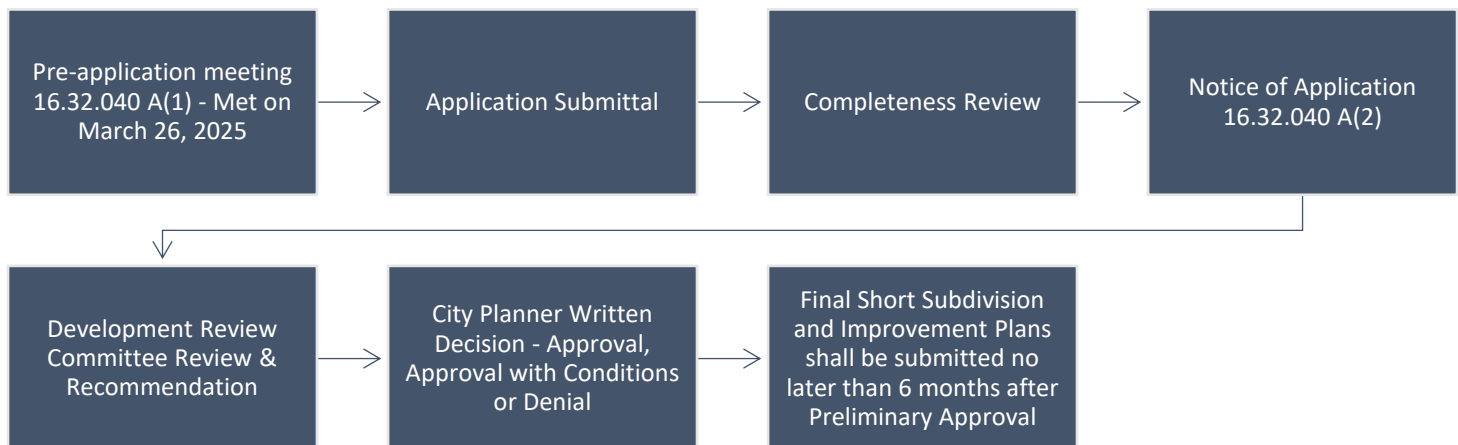 Pre-application meeting
16.32.040 A(1) - Met on
March 26, 2025
Application Submittal
Completeness Review
Notice of Application
16.32.040 A(2)
Development Review
Committee Review &
Recommendation
City Planner Written
Decision - Approval,
Approval with Conditions
or Denial
Final Short Subdivision
and Improvement Plans
shall be submitted no
later than 6 months after
Preliminary Approval